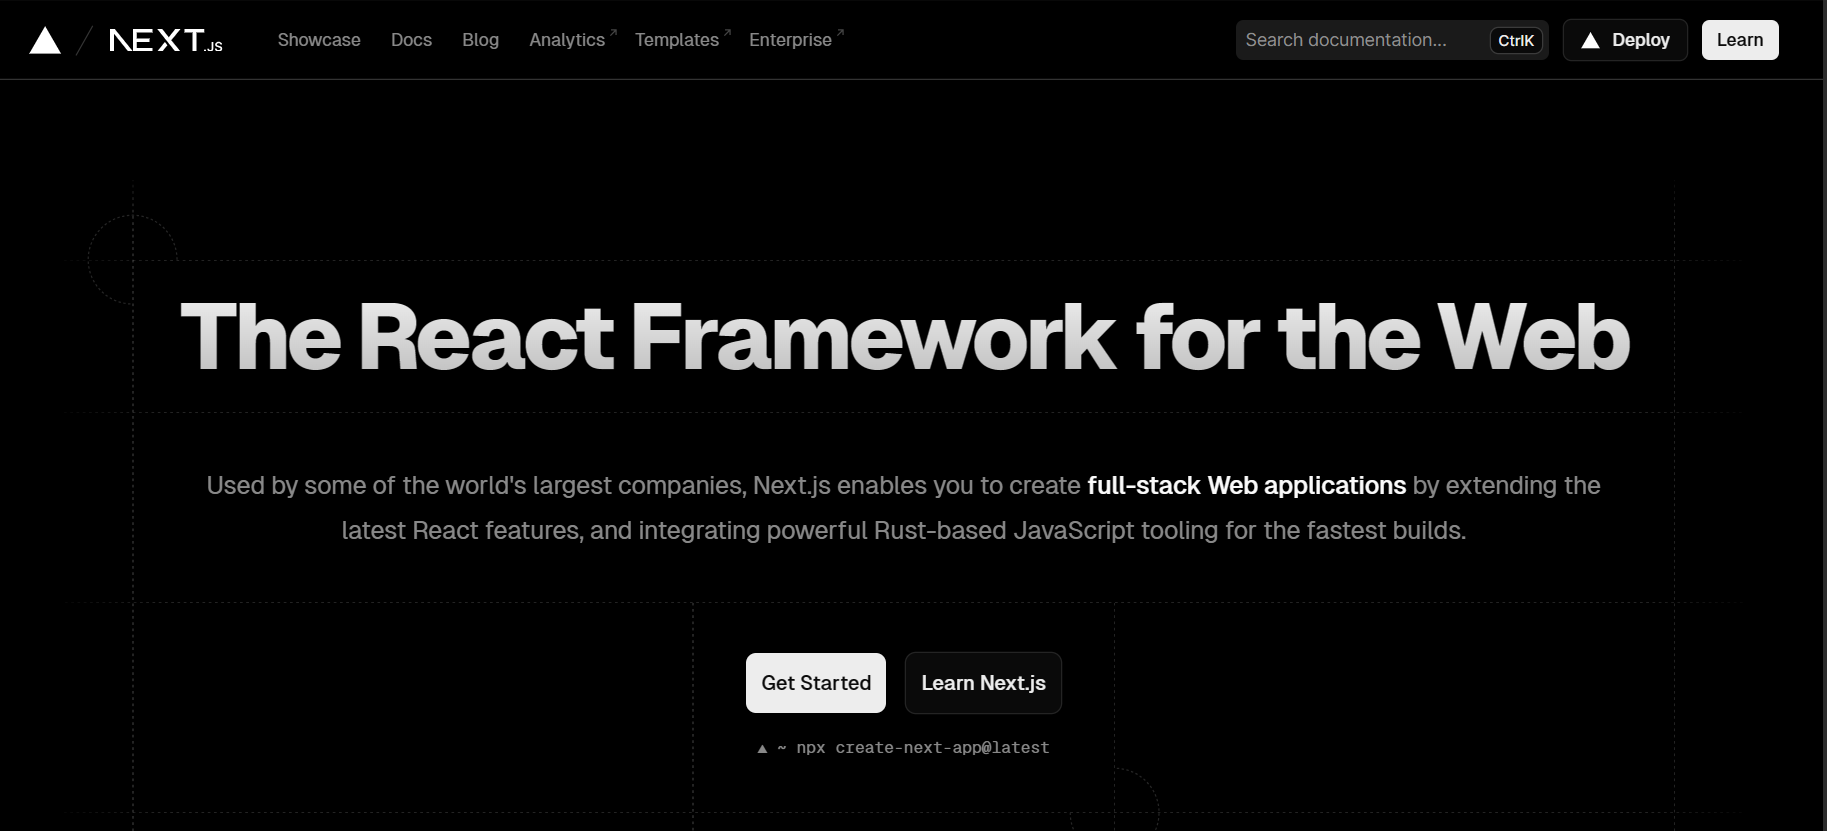 NEXT.JS
Showcase Docs Blog Analytics Templates Enterprise
Search documentation... CtrlK Deploy Learn
The React Framework for the Web
Used by some of the world's largest companies, Next.js enables you to create full-stack Web applications by extending the
latest React features, and integrating powerful Rust-based JavaScript tooling for the fastest builds.
Get Started Learn Next.js
▲ ~ npx create-next-app@latest